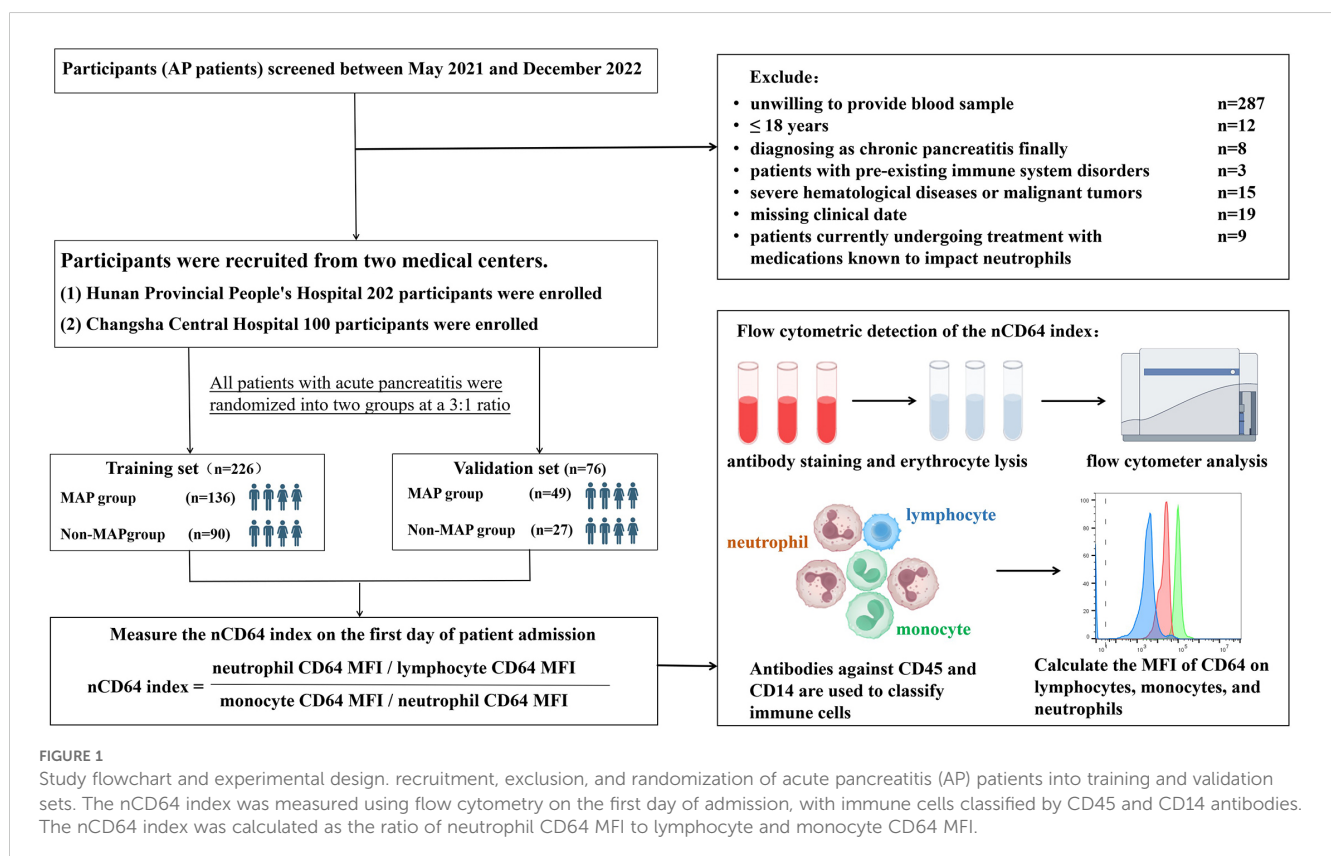 Participants (AP patients) screened between May 2021 and December 2022
Exclude：
• unwilling to provide blood sample n=287
• ≤ 18 years n=12
• diagnosing as chronic pancreatitis finally n=8
• patients with pre-existing immune system disorders n=3
• severe hematological diseases or malignant tumors n=15
• missing clinical date n=19
• patients currently undergoing treatment with n=9
medications known to impact neutrophils
Participants were recruited from two medical centers.
(1) Hunan Provincial People's Hospital 202 participants were enrolled
(2) Changsha Central Hospital 100 participants were enrolled
All patients with acute pancreatitis were
randomized into two groups at a 3:1 ratio
Training set（n=226）
MAP group (n=136)
Non-MAPgroup (n=90)
Validation set (n=76)
MAP group (n=49)
Non-MAP group (n=27)
Measure the nCD64 index on the first day of patient admission
nCD64 index =
neutrophil CD64 MFI / lymphocyte CD64 MFI
monocyte CD64 MFI / neutrophil CD64 MFI
Flow cytometric detection of the nCD64 index：
antibody staining and erythrocyte lysis
flow cytometer analysis
lymphocyte
neutrophil
monocyte
Antibodies against CD45 and
CD14 are used to classify
immune cells
100
80
60
40
20
0
10³ 10⁵ 10⁷
Calculate the MFI of CD64 on
lymphocytes, monocytes, and
neutrophils
FIGURE 1
Study flowchart and experimental design. recruitment, exclusion, and randomization of acute pancreatitis (AP) patients into training and validation
sets. The nCD64 index was measured using flow cytometry on the first day of admission, with immune cells classified by CD45 and CD14 antibodies.
The nCD64 index was calculated as the ratio of neutrophil CD64 MFI to lymphocyte and monocyte CD64 MFI.